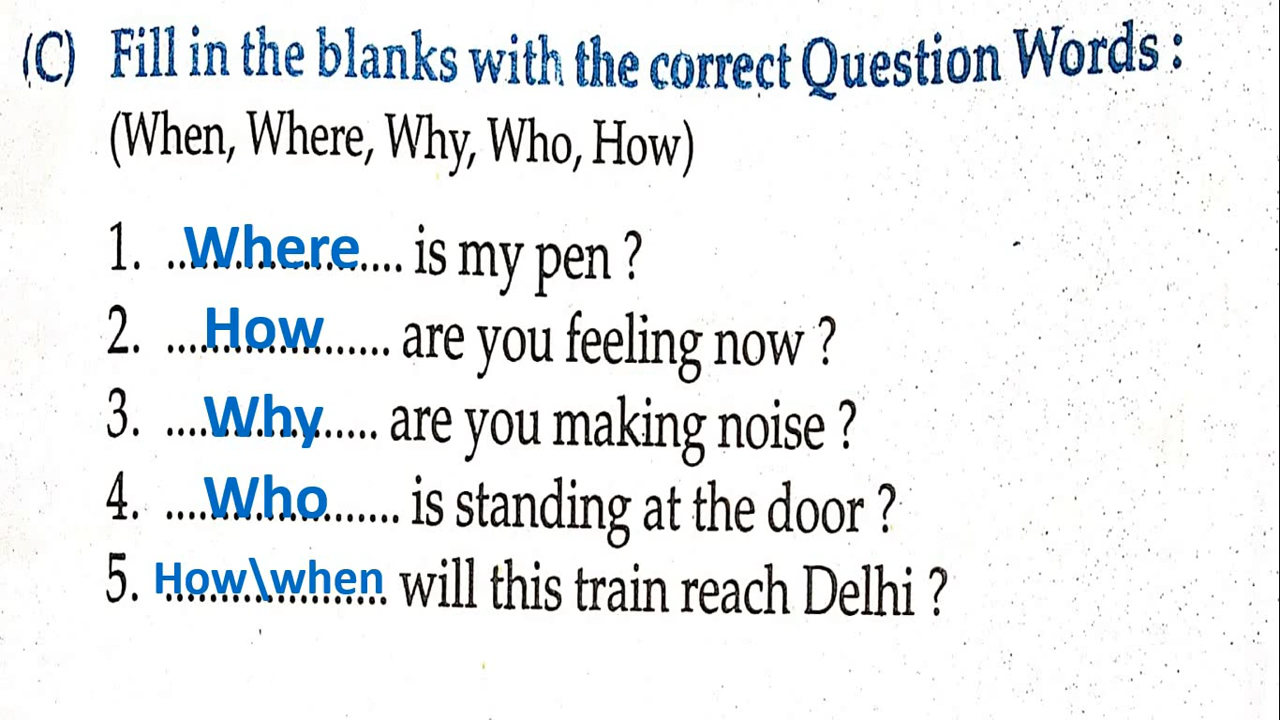 (C) Fill in the blanks with the correct Question Words :
(When, Where, Why, Who, How)
1. ..Where.... is my pen ?
2. ....How...... are you feeling now ?
3. ....Why..... are you making noise ?
4. ....Who....... is standing at the door ?
5. How\when will this train reach Delhi ?